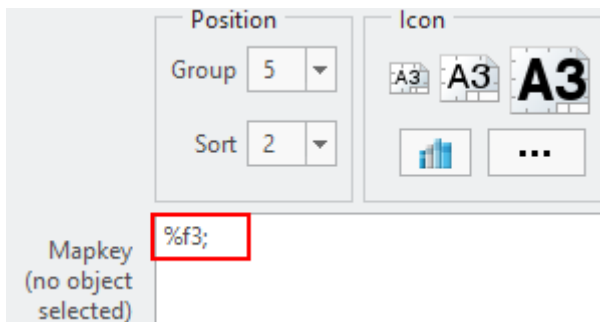 Position
Icon
Group 5
A3 A3 A3
Sort 2
...
%f3;
Mapkey
(no object
selected)